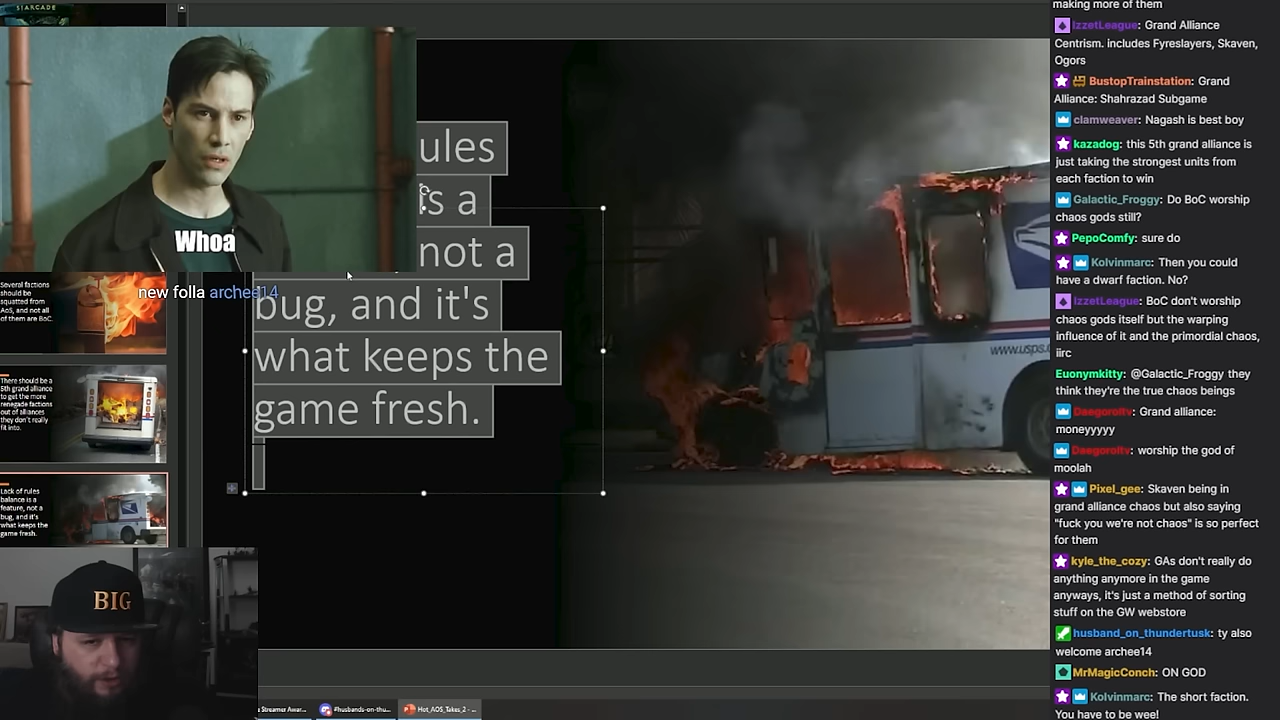 STARCADE
Whoa
new folla archee14
ules
's a
not a
bug, and it's
what keeps the
game fresh.
Several factions
should be
squatted from
AoS, and not all
of them are BoC.
There should be a
5th grand alliance
to get the more
renegade factions
out of alliances
they don't really
fit into.
Lack of rules
balance is a
feature, not a
bug, and it's
what keeps the
game fresh.
www.usps.c
BIG
s Streamer Awar...
#husbands-on-thu...
Hot_AOS_Takes_2 - ...
making more of them
IzzetLeague: Grand Alliance
Centrism. includes Fyreslayers, Skaven,
Ogors
BustopTrainstation: Grand
Alliance: Shahrazad Subgame
clamweaver: Nagash is best boy
kazadog: this 5th grand alliance is
just taking the strongest units from
each faction to win
Galactic_Froggy: Do BoC worship
chaos gods still?
PepoComfy: sure do
Kolvinmarc: Then you could
have a dwarf faction. No?
IzzetLeague: BoC don't worship
chaos gods itself but the warping
influence of it and the primordial chaos,
iirc
Euonymkitty: @Galactic_Froggy they
think they're the true chaos beings
Daegoroltv: Grand alliance:
moneyyyyy
Daegoroltv: worship the god of
moolah
Pixel_gee: Skaven being in
grand alliance chaos but also saying
"fuck you we're not chaos" is so perfect
for them
kyle_the_cozy: GAs don't really do
anything anymore in the game
anyways, it's just a method of sorting
stuff on the GW webstore
husband_on_thundertusk: ty also
welcome archee14
MrMagicConch: ON GOD
Kolvinmarc: The short faction.
You have to be wee!